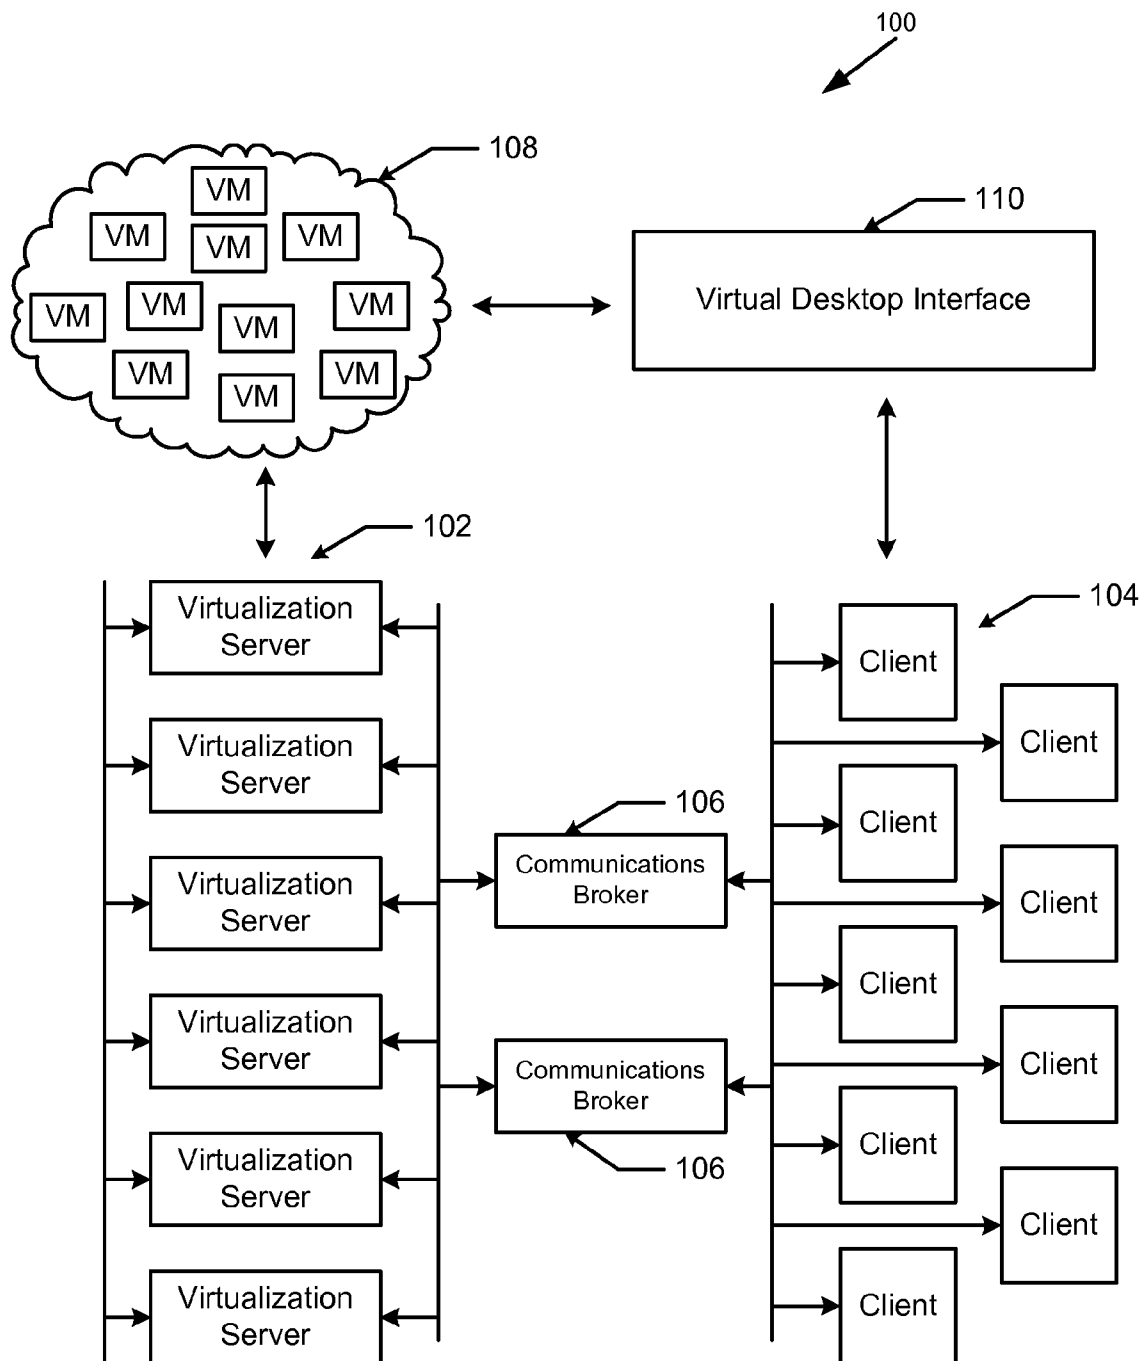 100
108
VM
VM
VM
VM
110
Virtual Desktop Interface
VM
VM
VM
VM
VM
VM
VM
102
Virtualization
Server
104
Client
Client
Virtualization
Server
Client
106
Communications
Broker
Virtualization
Server
Client
Client
Virtualization
Server
Communications
Broker
Client
106
Client
Virtualization
Server
Client
Virtualization
Server
Client